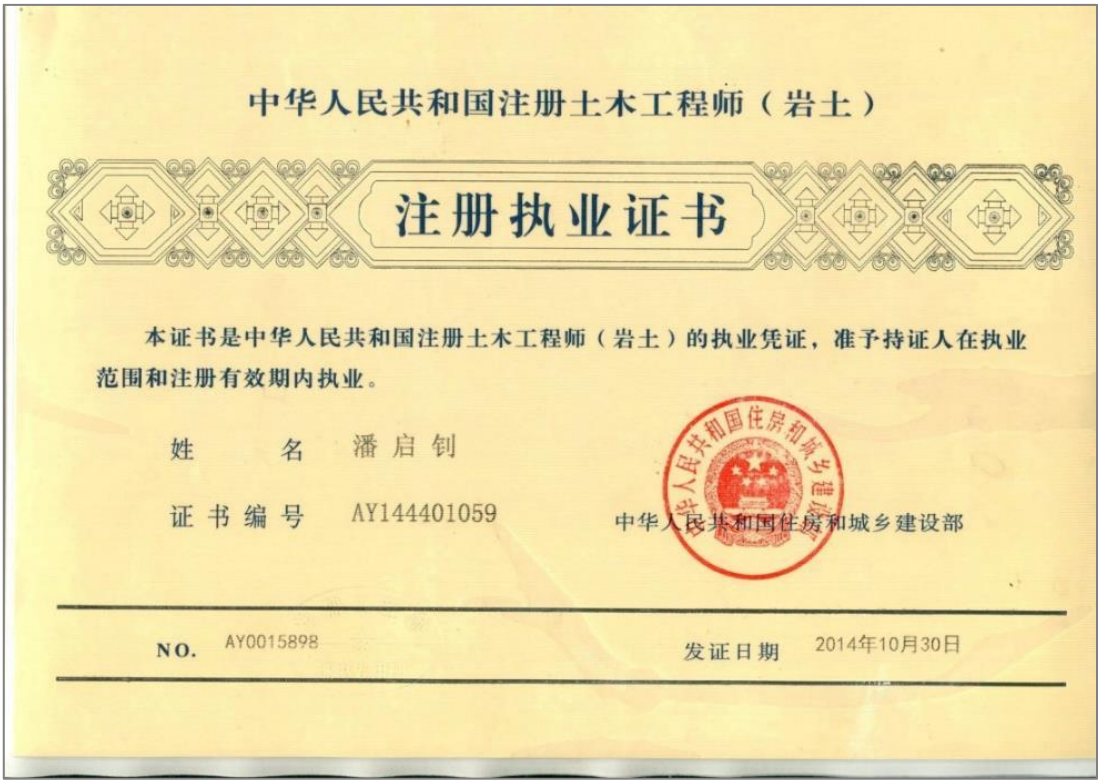 中华人民共和国注册土木工程师（岩土）
注册执业证书
本证书是中华人民共和国注册土木工程师（岩土）的执业凭证，准予持证人在执业
范围和注册有效期内执业。
姓 名 潘启钊
证书编号 AY144401059
中华人民共和国住房和城乡建设部
中华人民共和国住房和城乡建设部
NO. AY0015898
发证日期 2014年10月30日